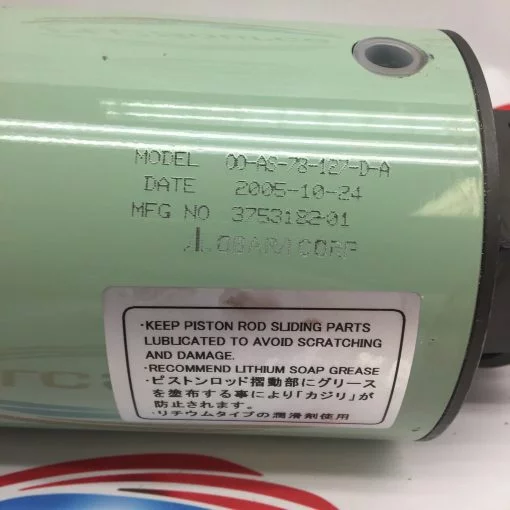 MODEL 00-AS-78-127-D-A
DATE 2005-10-24
MFG NO 3753182-01
OBARA CORP
・KEEP PISTON ROD SLIDING PARTS
LUBLICATED TO AVOID SCRATCHING
AND DAMAGE.
・RECOMMEND LITHIUM SOAP GREASE
・ピストンロッド摺動部にグリース
を塗布する事により「カジリ」が
防止されます。
・リチウムタイプの潤滑剤使用